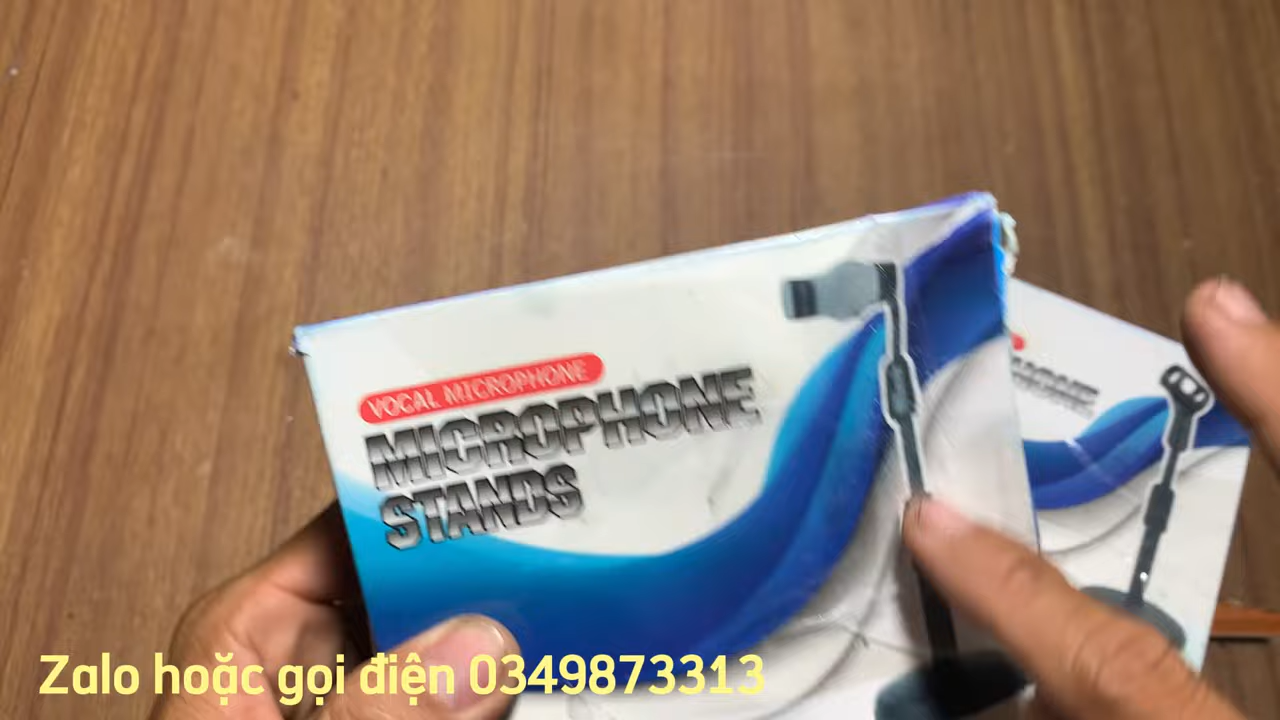 VOCAL MICROPHONE
MICROPHONE
STANDS
Zalo hoặc gọi điện 0349873313